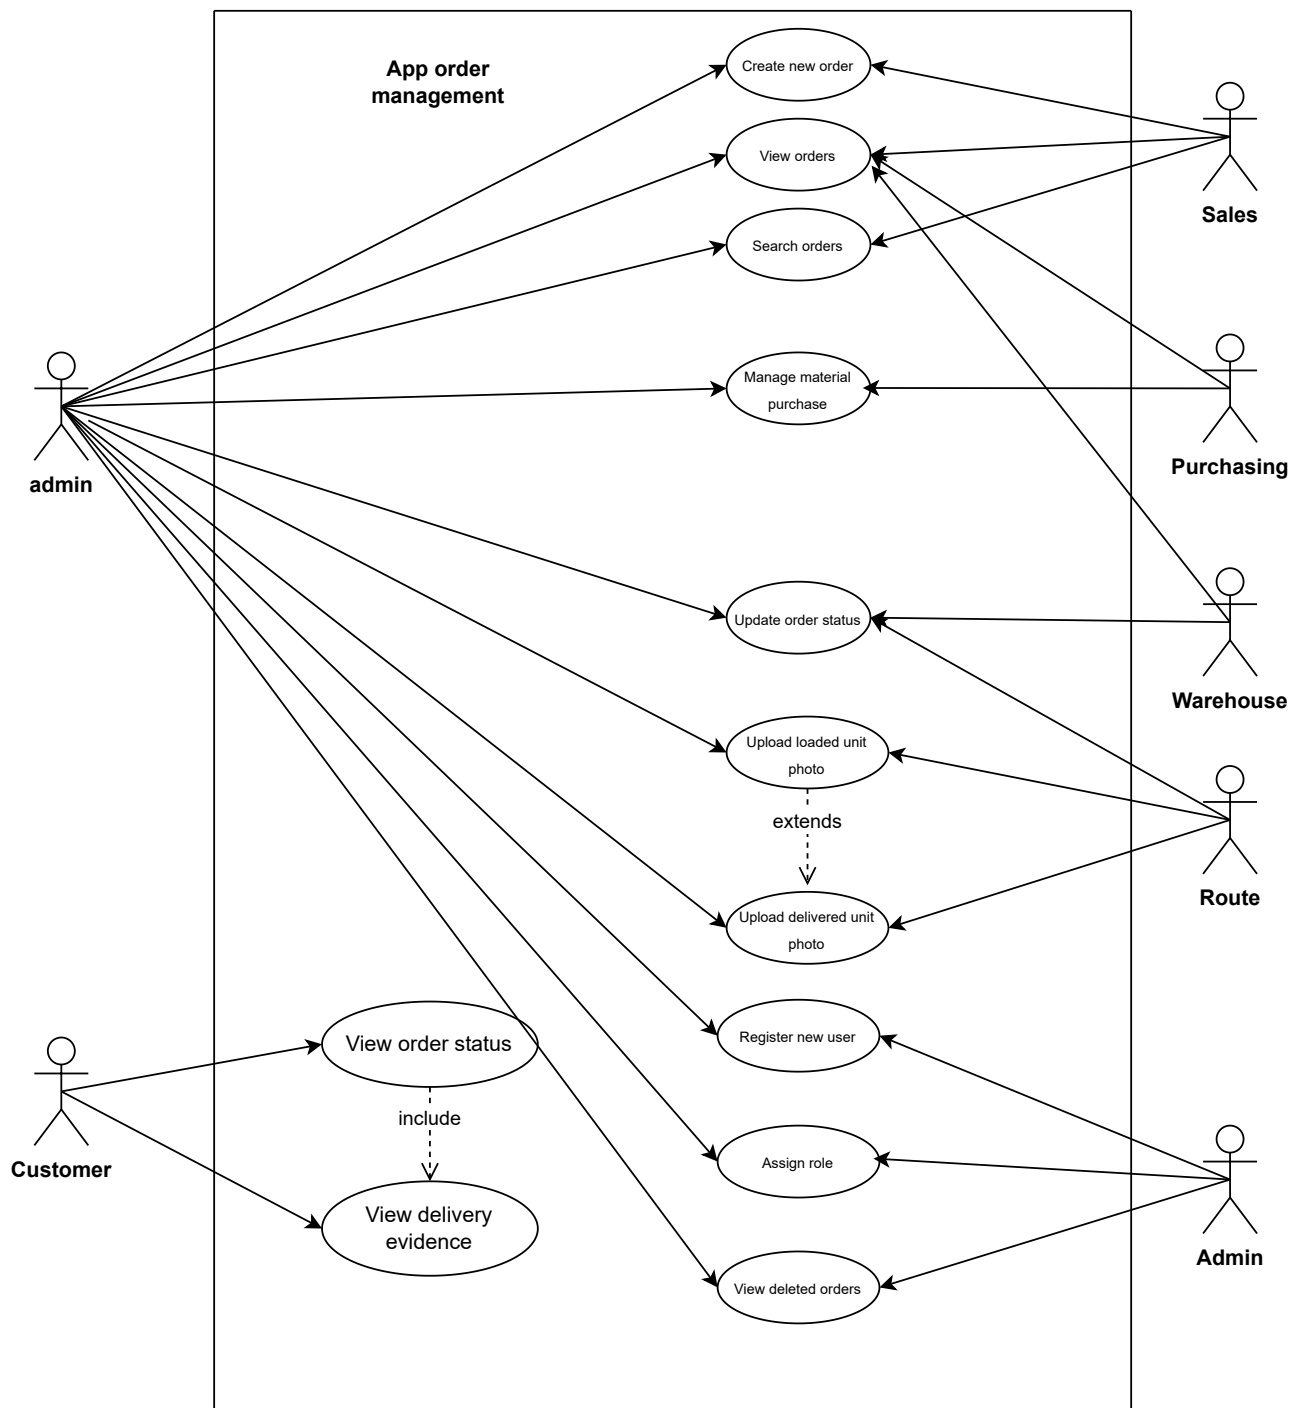 App order
management
Create new order
View orders
Search orders
Sales
Manage material
purchase
admin
Purchasing
Update order status
Warehouse
Upload loaded unit
photo
extends
Route
Upload delivered unit
photo
View order status
Register new user
include
Customer
Assign role
View delivery
evidence
Admin
View deleted orders